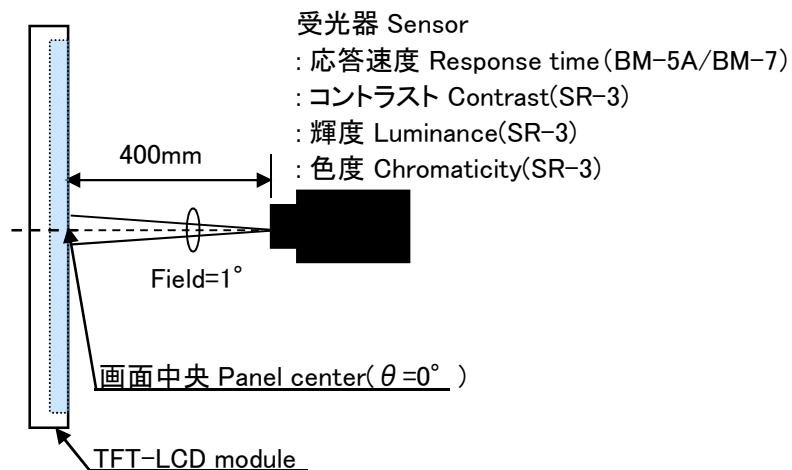 受光器 Sensor
: 応答速度 Response time(BM-5A/BM-7)
: コントラスト Contrast(SR-3)
: 輝度 Luminance(SR-3)
: 色度 Chromaticity(SR-3)
400mm
Field=1°
画面中央 Panel center(θ=0° )
TFT-LCD module